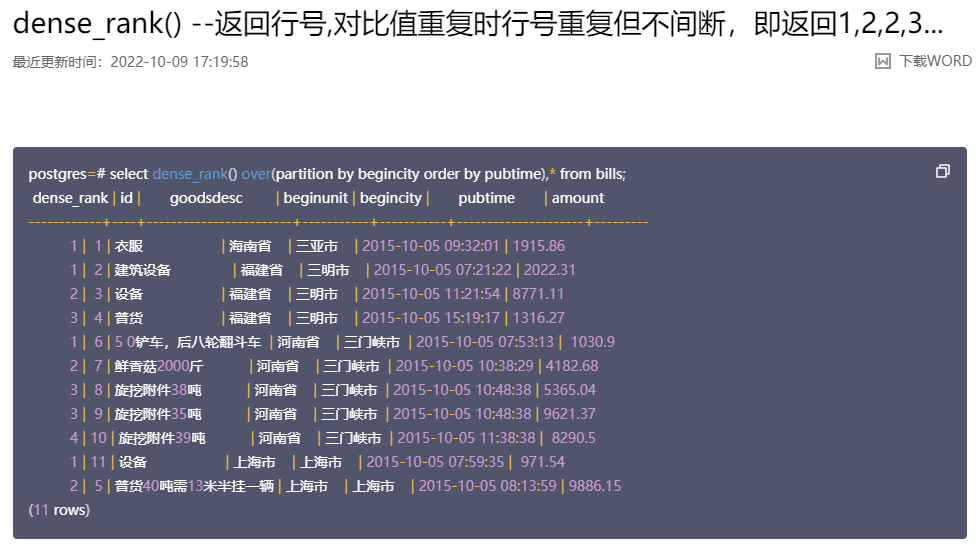 dense_rank() --返回行号,对比值重复时行号重复但不间断，即返回1,2,2,3...
最近更新时间：2022-10-09 17:19:58
下载WORD
postgres=# select dense_rank() over(partition by begincity order by pubtime),* from bills;
dense_rank | id | goodsdesc | beginunit | begincity | pubtime | amount
------------+----+----------------------+-----------+-----------+---------------------+---------
1 | 1 | 衣服 | 海南省 | 三亚市 | 2015-10-05 09:32:01 | 1915.86
1 | 2 | 建筑设备 | 福建省 | 三明市 | 2015-10-05 07:21:22 | 2022.31
2 | 3 | 设备 | 福建省 | 三明市 | 2015-10-05 11:21:54 | 8771.11
3 | 4 | 普货 | 福建省 | 三明市 | 2015-10-05 15:19:17 | 1316.27
1 | 6 | 5 0铲车，后八轮翻斗车 | 河南省 | 三门峡市 | 2015-10-05 07:53:13 | 1030.9
2 | 7 | 鲜香菇2000斤 | 河南省 | 三门峡市 | 2015-10-05 10:38:29 | 4182.68
3 | 8 | 旋挖附件38吨 | 河南省 | 三门峡市 | 2015-10-05 10:48:38 | 5365.04
3 | 9 | 旋挖附件35吨 | 河南省 | 三门峡市 | 2015-10-05 10:48:38 | 9621.37
4 | 10 | 旋挖附件39吨 | 河南省 | 三门峡市 | 2015-10-05 11:38:38 | 8290.5
1 | 11 | 设备 | 上海市 | 上海市 | 2015-10-05 07:59:35 | 971.54
2 | 5 | 普货40吨需13米半挂一辆 | 上海市 | 上海市 | 2015-10-05 08:13:59 | 9886.15
(11 rows)